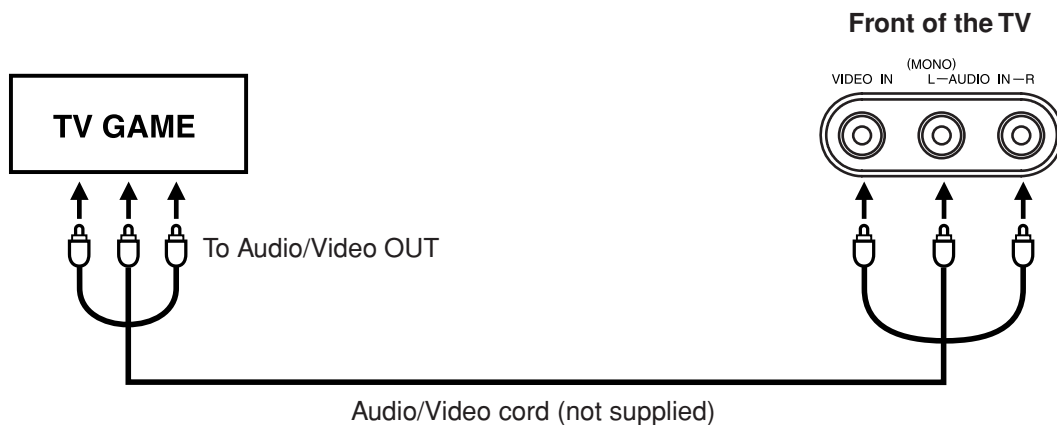 Front of the TV
(MONO)
VIDEO IN L—AUDIO IN—R
TV GAME
To Audio/Video OUT
Audio/Video cord (not supplied)